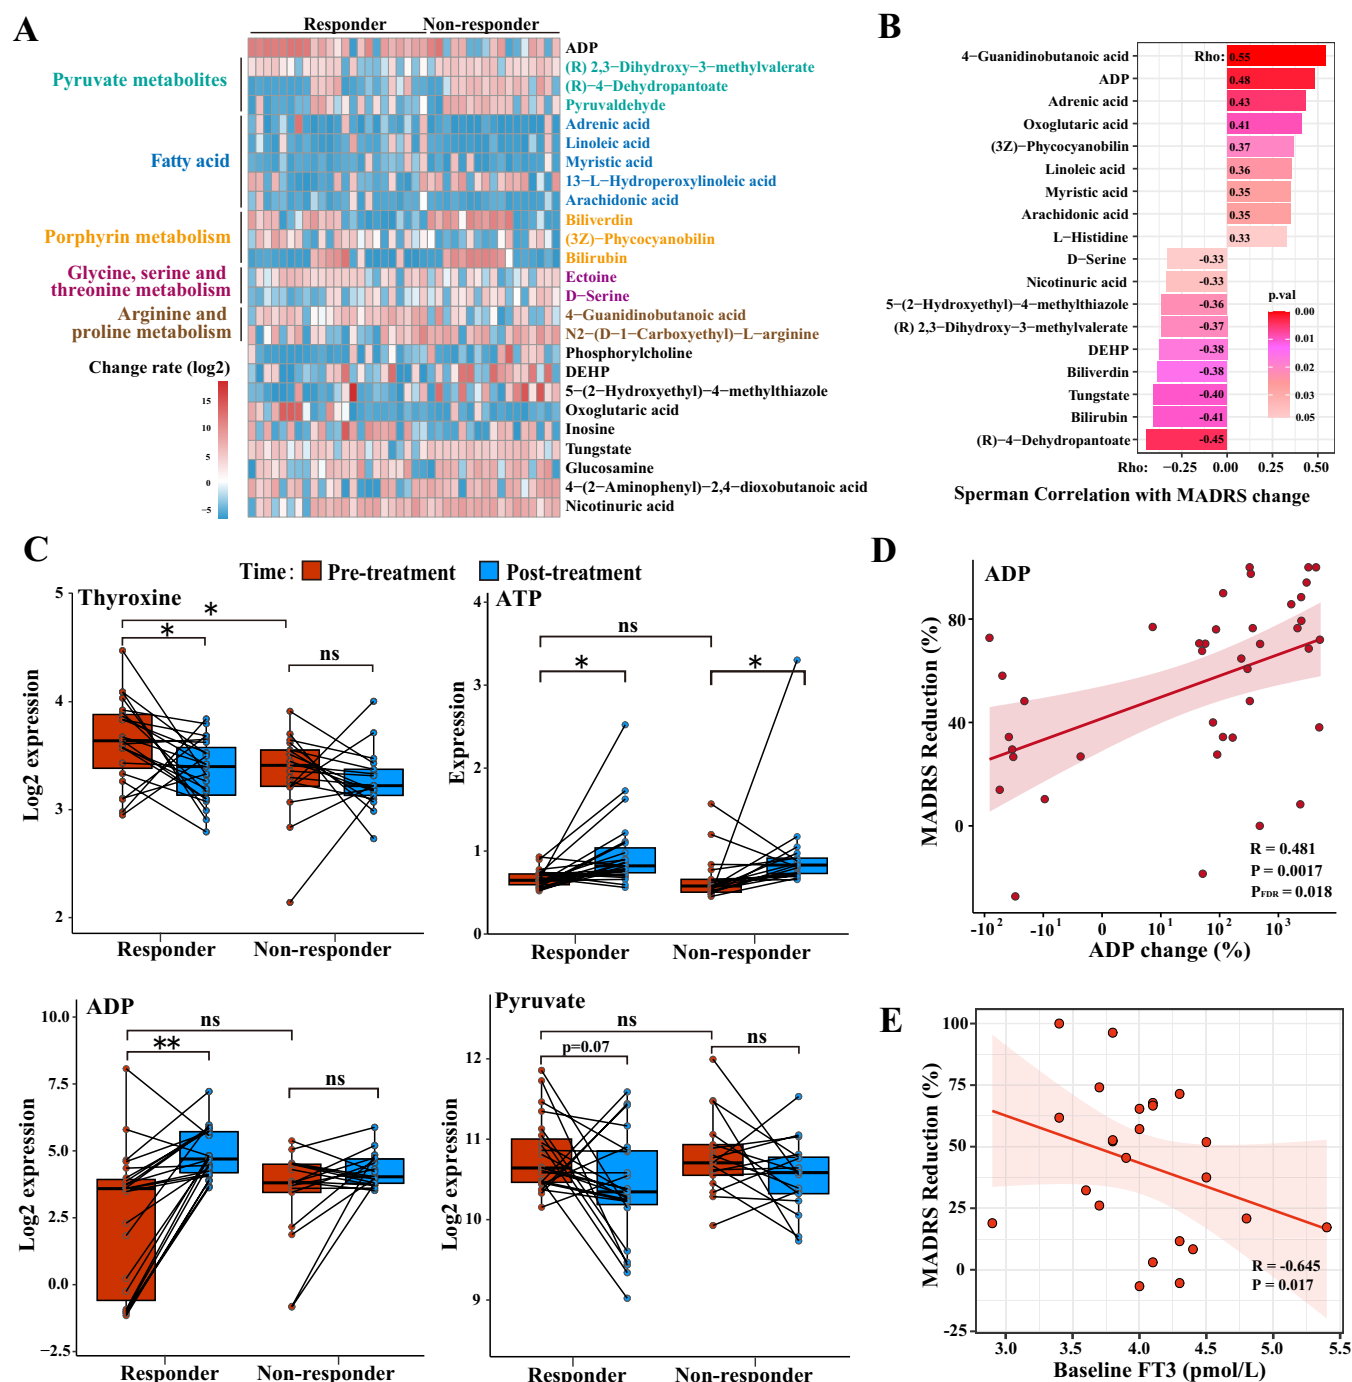 A
Responder
Non-responder
ADP
Pyruvate metabolites
(R) 2,3−Dihydroxy−3−methylvalerate
(R)−4−Dehydropantoate
Pyruvaldehyde
Fatty acid
Adrenic acid
Linoleic acid
Myristic acid
13−L−Hydroperoxylinoleic acid
Arachidonic acid
Porphyrin metabolism
Biliverdin
(3Z)−Phycocyanobilin
Bilirubin
Glycine, serine and
threonine metabolism
Ectoine
D−Serine
Arginine and
proline metabolism
4−Guanidinobutanoic acid
N2−(D−1−Carboxyethyl)−L−arginine
Phosphorylcholine
DEHP
5−(2−Hydroxyethyl)−4−methylthiazole
Oxoglutaric acid
Inosine
Tungstate
Glucosamine
4−(2−Aminophenyl)−2,4−dioxobutanoic acid
Nicotinuric acid
Change rate (log2)
15
10
5
0
−5
B
4−Guanidinobutanoic acid Rho: 0.55
ADP 0.48
Adrenic acid 0.43
Oxoglutaric acid 0.41
(3Z)−Phycocyanobilin 0.37
Linoleic acid 0.36
Myristic acid 0.35
Arachidonic acid 0.35
L−Histidine 0.33
D−Serine -0.33
Nicotinuric acid -0.33
5−(2−Hydroxyethyl)−4−methylthiazole -0.36
(R) 2,3−Dihydroxy−3−methylvalerate -0.37
DEHP -0.38
Biliverdin -0.38
Tungstate -0.40
Bilirubin -0.41
(R)−4−Dehydropantoate -0.45
p.val
0.00
0.01
0.02
0.03
0.05
Rho: −0.25 0.00 0.25 0.50
Sperman Correlation with MADRS change
C
Time: Pre-treatment Post-treatment
Thyroxine
Log2 expression
5
4
3
2
*
*
ns
Responder Non-responder
ATP
Expression
4
3
2
1
0
ns
*
*
Responder Non-responder
ADP
Log2 expression
10.0
7.5
5.0
2.5
0.0
−2.5
ns
**
ns
Responder Non-responder
Pyruvate
Log2 expression
12
11
10
9
ns
p=0.07
ns
Responder Non-responder
D
ADP
MADRS Reduction (%)
80
40
0
R = 0.481
P = 0.0017
PFDR = 0.018
-10² -10¹ 0 10¹ 10² 10³
ADP change (%)
E
MADRS Reduction (%)
100
75
50
25
0
-25
R = -0.645
P = 0.017
3.0 3.5 4.0 4.5 5.0 5.5
Baseline FT3 (pmol/L)